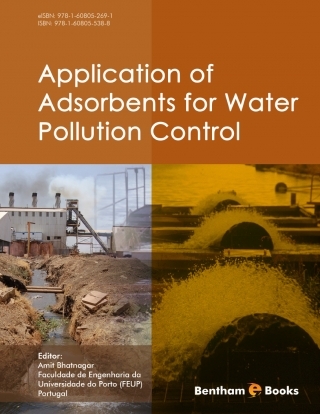 eISBN: 978-1-60805-269-1
ISBN: 978-1-60805-538-8
Application of
Adsorbents for Water
Pollution Control
Editor:
Amit Bhatnagar
Faculdade de Engenharia da
Universidade do Porto (FEUP)
Portugal
Bentham e Books